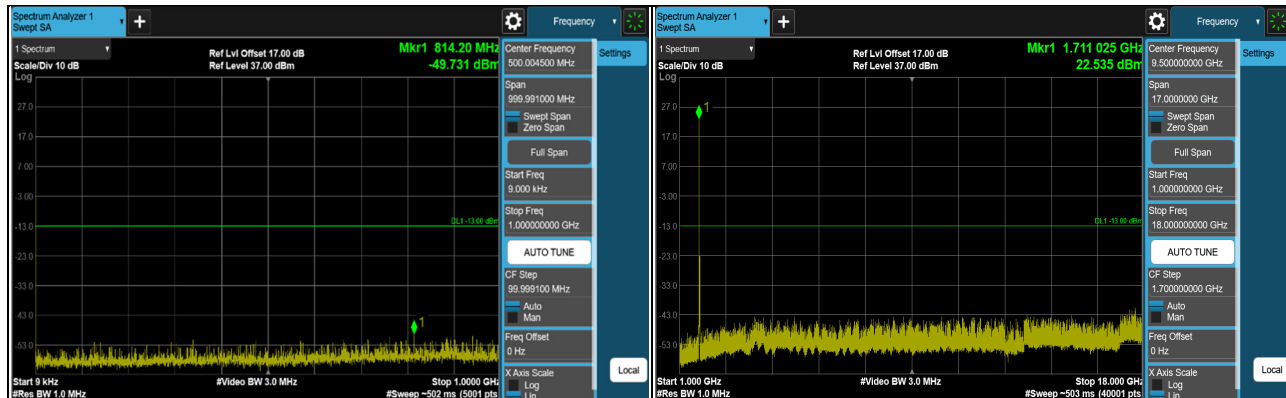 Spectrum Analyzer 1
Swept SA
+
Frequency
1 Spectrum
Ref Lvl Offset 17.00 dB
Mkr1 814.20 MHz
Scale/Div 10 dB
Ref Level 37.00 dBm
-49.731 dBm
Log
27.0
17.0
7.00
-3.00
-13.0
-23.0
-33.0
-43.0
-53.0
1
DL1 -13.00 dBm
Start 9 kHz
#Video BW 3.0 MHz
Stop 1.0000 GHz
#Res BW 1.0 MHz
#Sweep ~502 ms (5001 pts
Center Frequency
500.004500 MHz
Span
999.991000 MHz
Swept Span
Zero Span
Full Span
Start Freq
9.000 kHz
Stop Freq
1.000000000 GHz
AUTO TUNE
CF Step
99.999100 MHz
Auto
Man
Freq Offset
0 Hz
X Axis Scale
Log
Lin
Settings
Local
Spectrum Analyzer 1
Swept SA
+
Frequency
1 Spectrum
Ref Lvl Offset 17.00 dB
Mkr1 1.711 025 GHz
Scale/Div 10 dB
Ref Level 37.00 dBm
22.535 dBm
Log
27.0
17.0
7.00
-3.00
-13.0
-23.0
-33.0
-43.0
-53.0
1
DL1 -13.00 dBm
Start 1.000 GHz
#Video BW 3.0 MHz
Stop 18.000 GHz
#Res BW 1.0 MHz
#Sweep ~503 ms (40001 pts
Center Frequency
9.50000000 GHz
Span
17.0000000 GHz
Swept Span
Zero Span
Full Span
Start Freq
1.000000000 GHz
Stop Freq
18.000000000 GHz
AUTO TUNE
CF Step
1.700000000 GHz
Auto
Man
Freq Offset
0 Hz
X Axis Scale
Log
Lin
Settings
Local